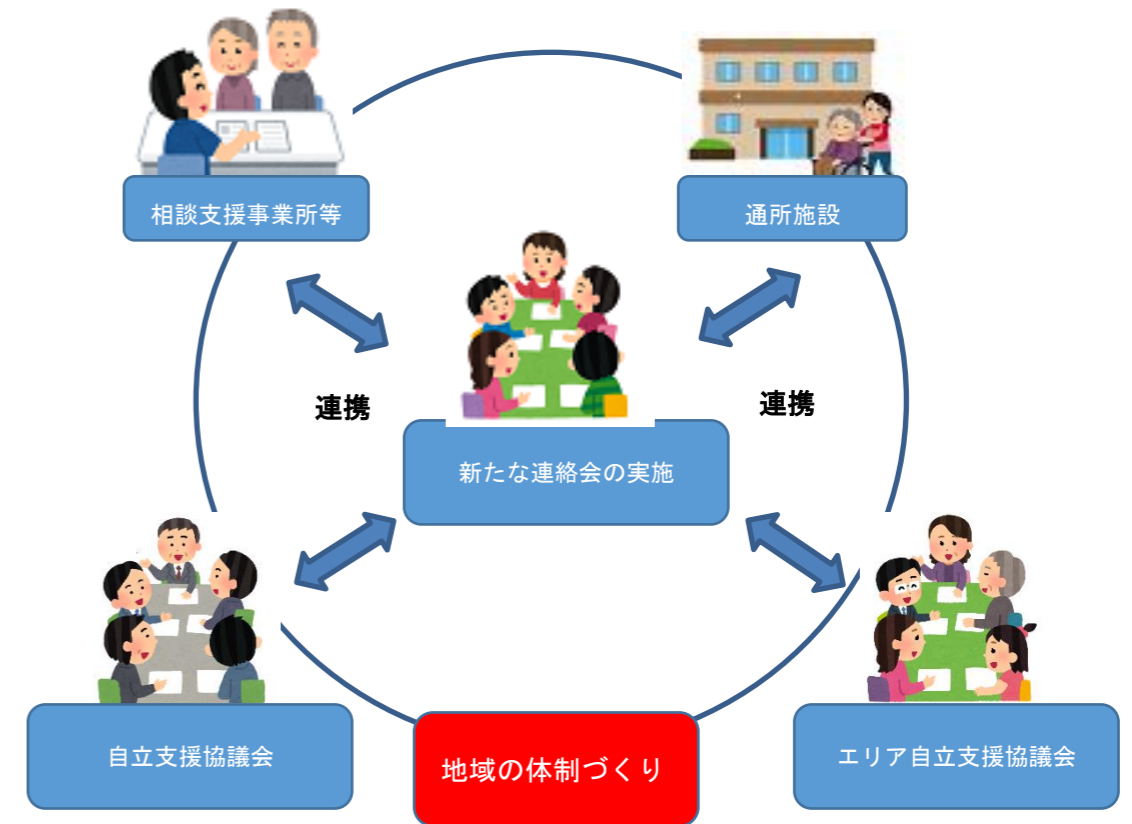 相談支援事業所等
通所施設
連携
連携
新たな連絡会の実施
自立支援協議会
地域の体制づくり
エリア自立支援協議会